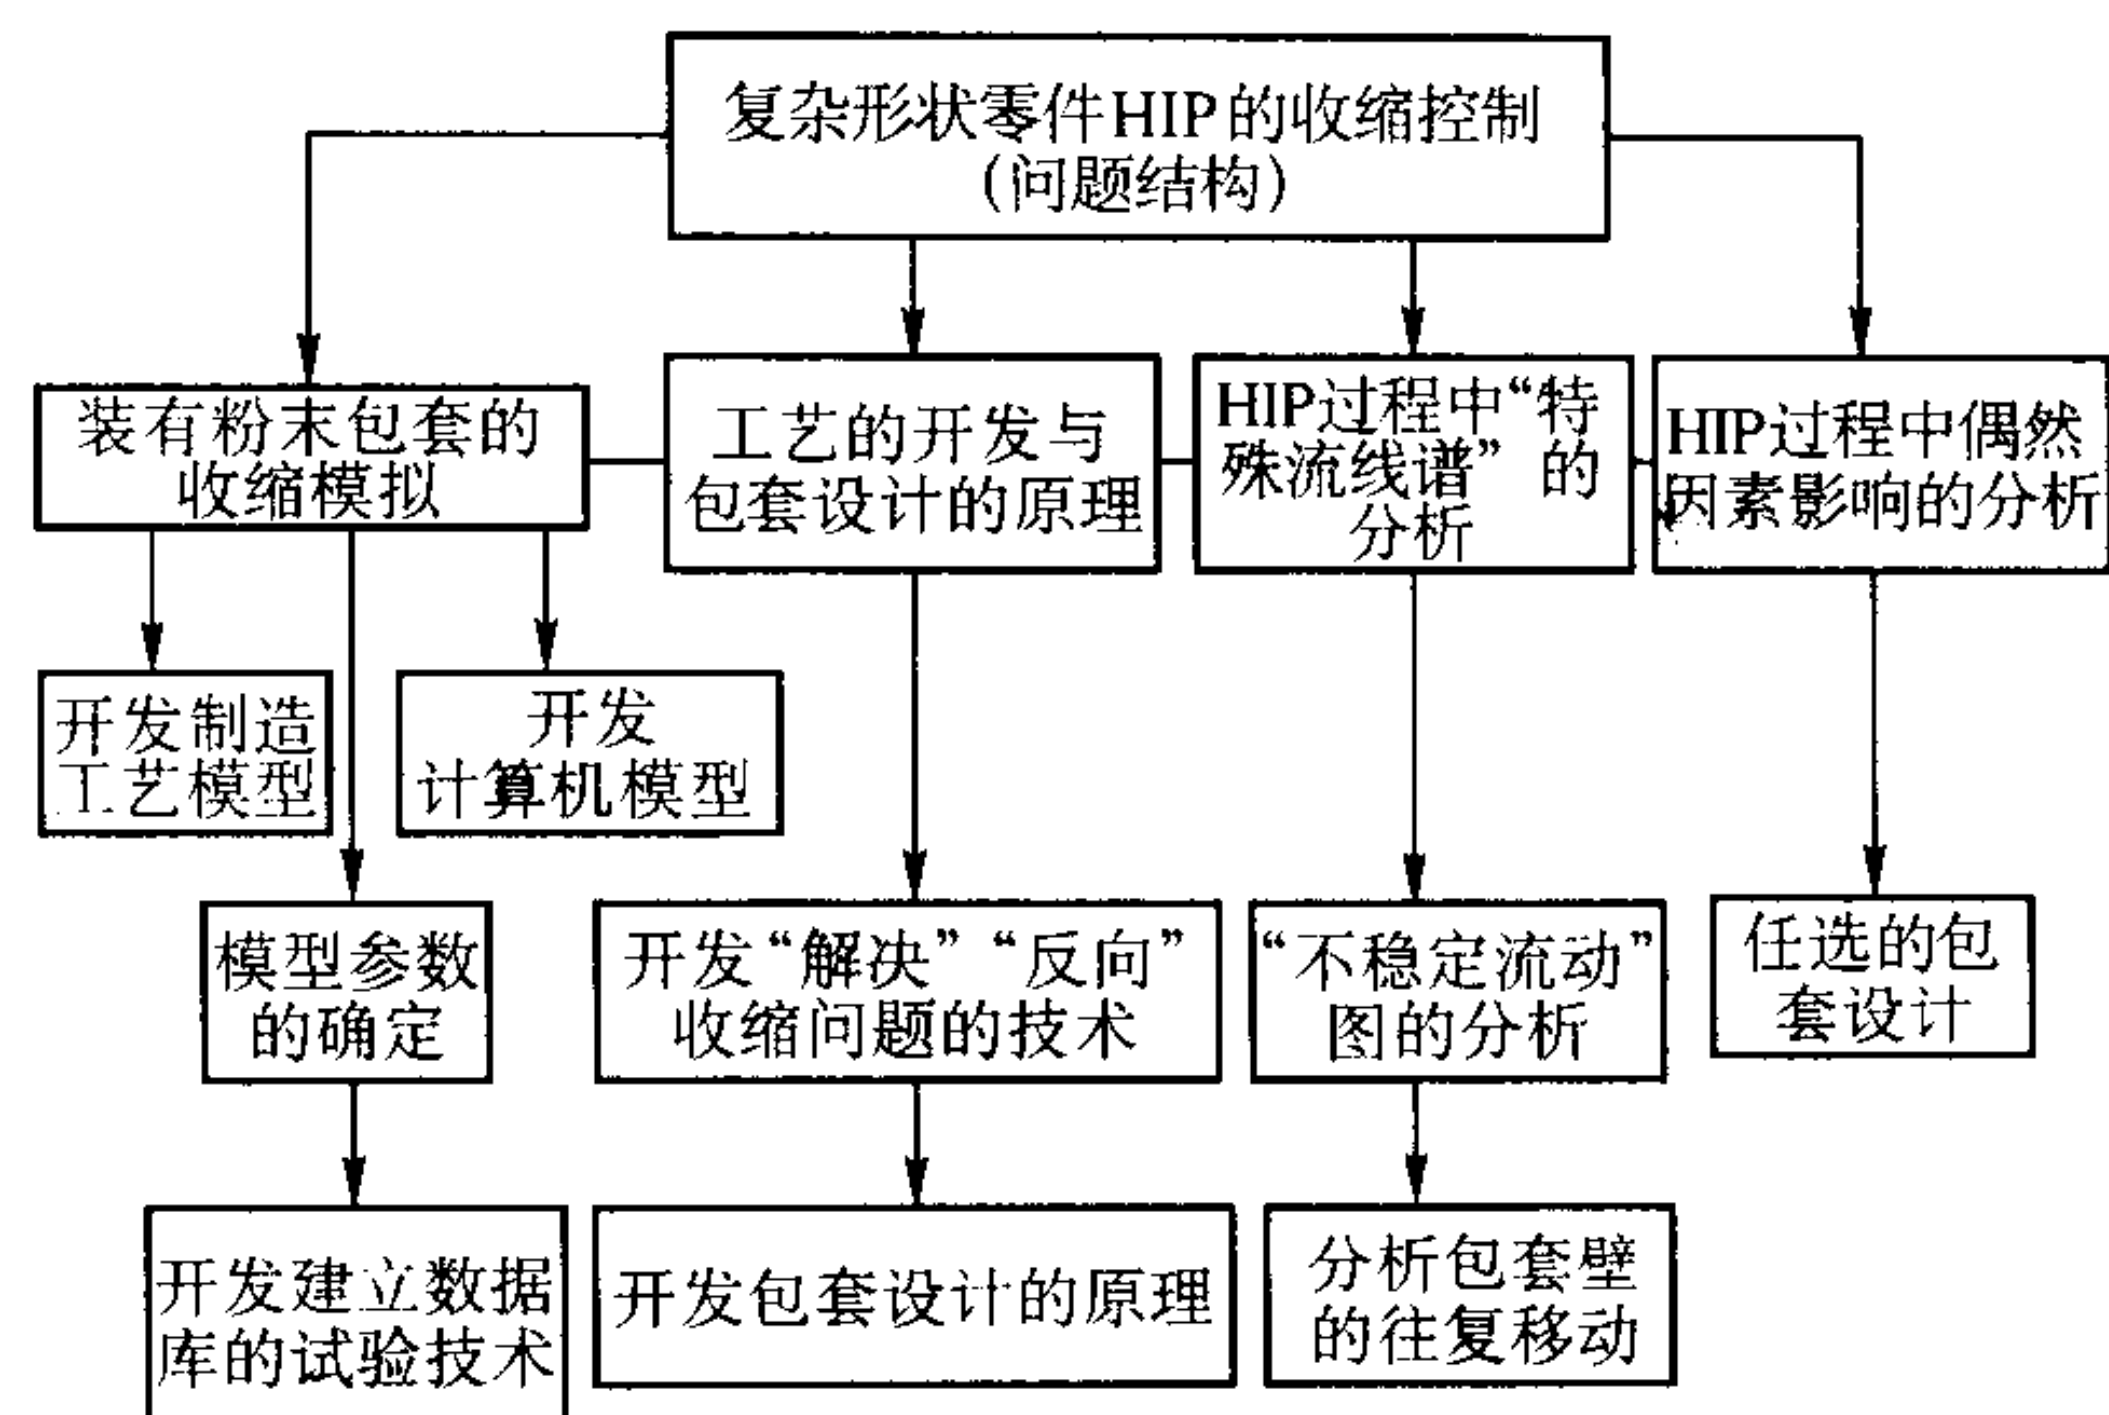 复杂形状零件HIP的收缩控制
(问题结构)
装有粉末包套的
收缩模拟
工艺的开发与
包套设计的原理
HIP过程中“特
殊流线谱”的
分析
HIP过程中偶然
因素影响的分析
开发制造
工艺模型
开发
计算机模型
模型参数
的确定
开发“解决”“反向”
收缩问题的技术
“不稳定流动”
图的分析
任选的包
套设计
开发建立数据
库的试验技术
开发包套设计的原理
分析包套壁
的往复移动